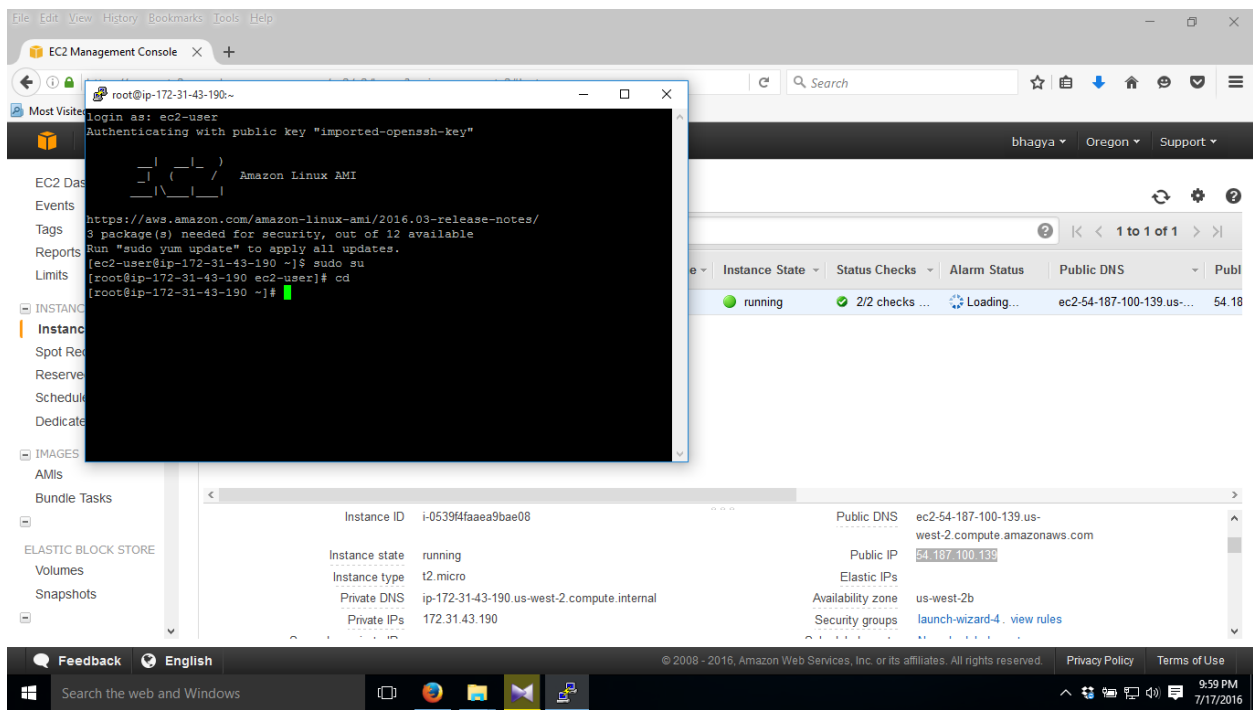 File Edit View History Bookmarks Tools Help
EC2 Management Console
Search
Most Visited
root@ip-172-31-43-190:~
login as: ec2-user
Authenticating with public key "imported-openssh-key"
__|  __|_  )
_|  (     /   Amazon Linux AMI
___|\___|___|
https://aws.amazon.com/amazon-linux-ami/2016.03-release-notes/
3 package(s) needed for security, out of 12 available
Run "sudo yum update" to apply all updates.
[ec2-user@ip-172-31-43-190 ~]$ sudo su
[root@ip-172-31-43-190 ec2-user]# cd
[root@ip-172-31-43-190 ~]#
bhagya Oregon Support
EC2 Das
Events
Tags
Reports
Limits
INSTANC
Instanc
Spot Req
Reserve
Schedule
Dedicate
IMAGES
AMIs
Bundle Tasks
ELASTIC BLOCK STORE
Volumes
Snapshots
1 to 1 of 1
e Instance State Status Checks Alarm Status Public DNS Publ
running 2/2 checks ... Loading... ec2-54-187-100-139.us-... 54.18
Instance ID i-0539f4faaea9bae08
Instance state running
Instance type t2.micro
Private DNS ip-172-31-43-190.us-west-2.compute.internal
Private IPs 172.31.43.190
Public DNS ec2-54-187-100-139.us-
west-2.compute.amazonaws.com
Public IP 54.187.100.139
Elastic IPs
Availability zone us-west-2b
Security groups launch-wizard-4 . view rules
Feedback English
© 2008 - 2016, Amazon Web Services, Inc. or its affiliates. All rights reserved. Privacy Policy Terms of Use
Search the web and Windows
9:59 PM
7/17/2016